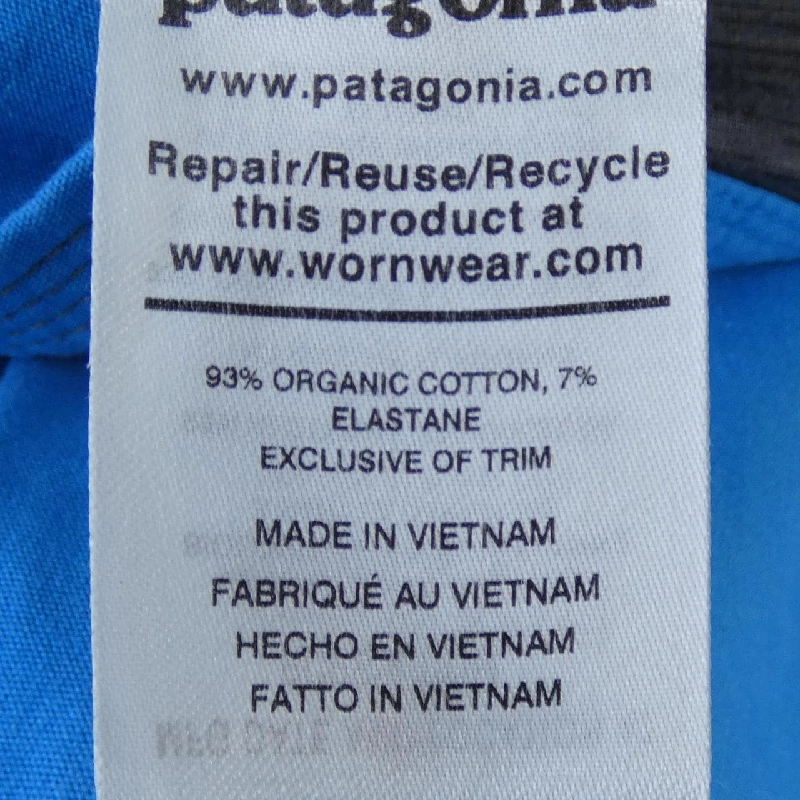 patagonia
www.patagonia.com
Repair/Reuse/Recycle
this product at
www.wornwear.com
93% ORGANIC COTTON, 7%
ELASTANE
EXCLUSIVE OF TRIM
MADE IN VIETNAM
FABRIQUÉ AU VIETNAM
HECHO EN VIETNAM
FATTO IN VIETNAM